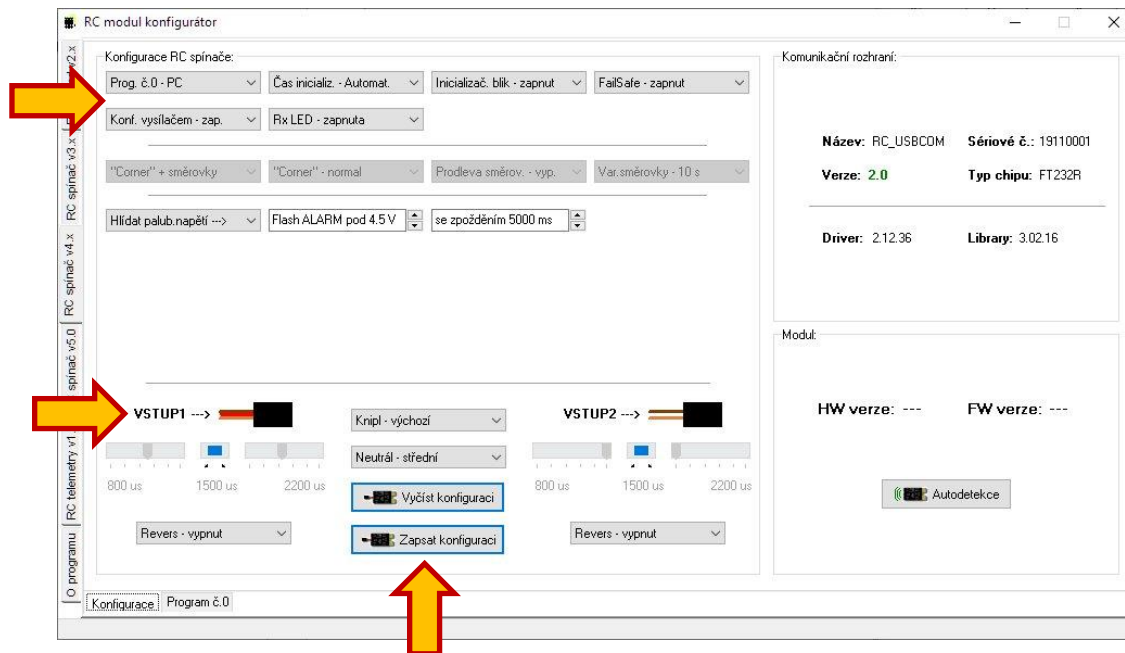 RC modul konfigurátor
Konfigurace RC spínače:
Prog. č.0 - PC
Čas inicializ. - Automat.
Inicializač. blik - zapnut
FailSafe - zapnut
Konf. vysílačem - zap.
Rx LED - zapnuta
"Corner" + směrovky
"Corner" - normal
Prodleva směrov. - vyp.
Var.směrovky - 10 s
Hlídat palub.napětí --->
Flash ALARM pod 4.5 V
se zpožděním 5000 ms
VSTUP1 --->
Knipl - výchozí
VSTUP2 --->
Neutrál - střední
800 us
1500 us
2200 us
Vyčíst konfiguraci
800 us
1500 us
2200 us
Revers - vypnut
Zapsat konfiguraci
Revers - vypnut
Konfigurace
Program č.0
Komunikační rozhraní:
Název: RC_USBCOM
Sériové č.: 19110001
Verze: 2.0
Typ chipu: FT232R
Driver: 2.12.36
Library: 3.02.16
Modul:
HW verze: ---
FW verze: ---
Autodetekce
v2.x
RC spínač v3.x
RC spínač v4.x
spínač v5.0
RC telemetry v1.
O programu